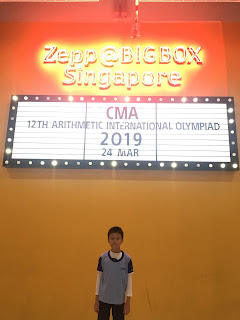 Zepp@BIGBOX
Singapore
CMA
12TH ARITHMETIC INTERNATIONAL OLYMPIAD
2019
24 MAR